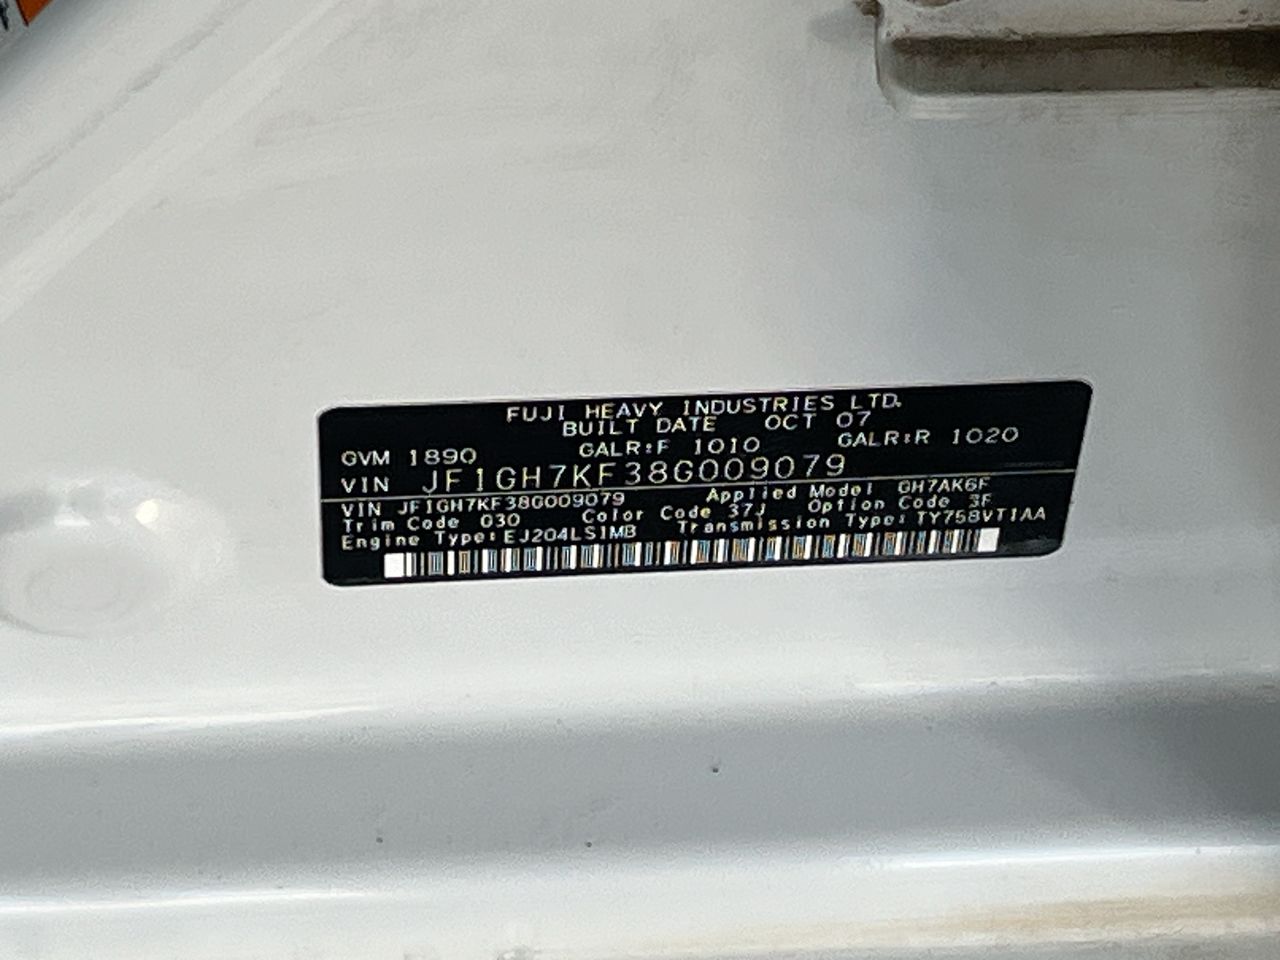 FUJI HEAVY INDUSTRIES LTD.
BUILT DATE OCT 07
GVM 1890 GALR:F 1010 GALR:R 1020
VIN JF1GH7KF38G009079
VIN JF1GH7KF38G009079 Applied Model GH7AK6F
Trim Code 030 Color Code 37J Option Code 3F
Engine Type: EJ204LS1MB Transmission Type: TY758VT1AA